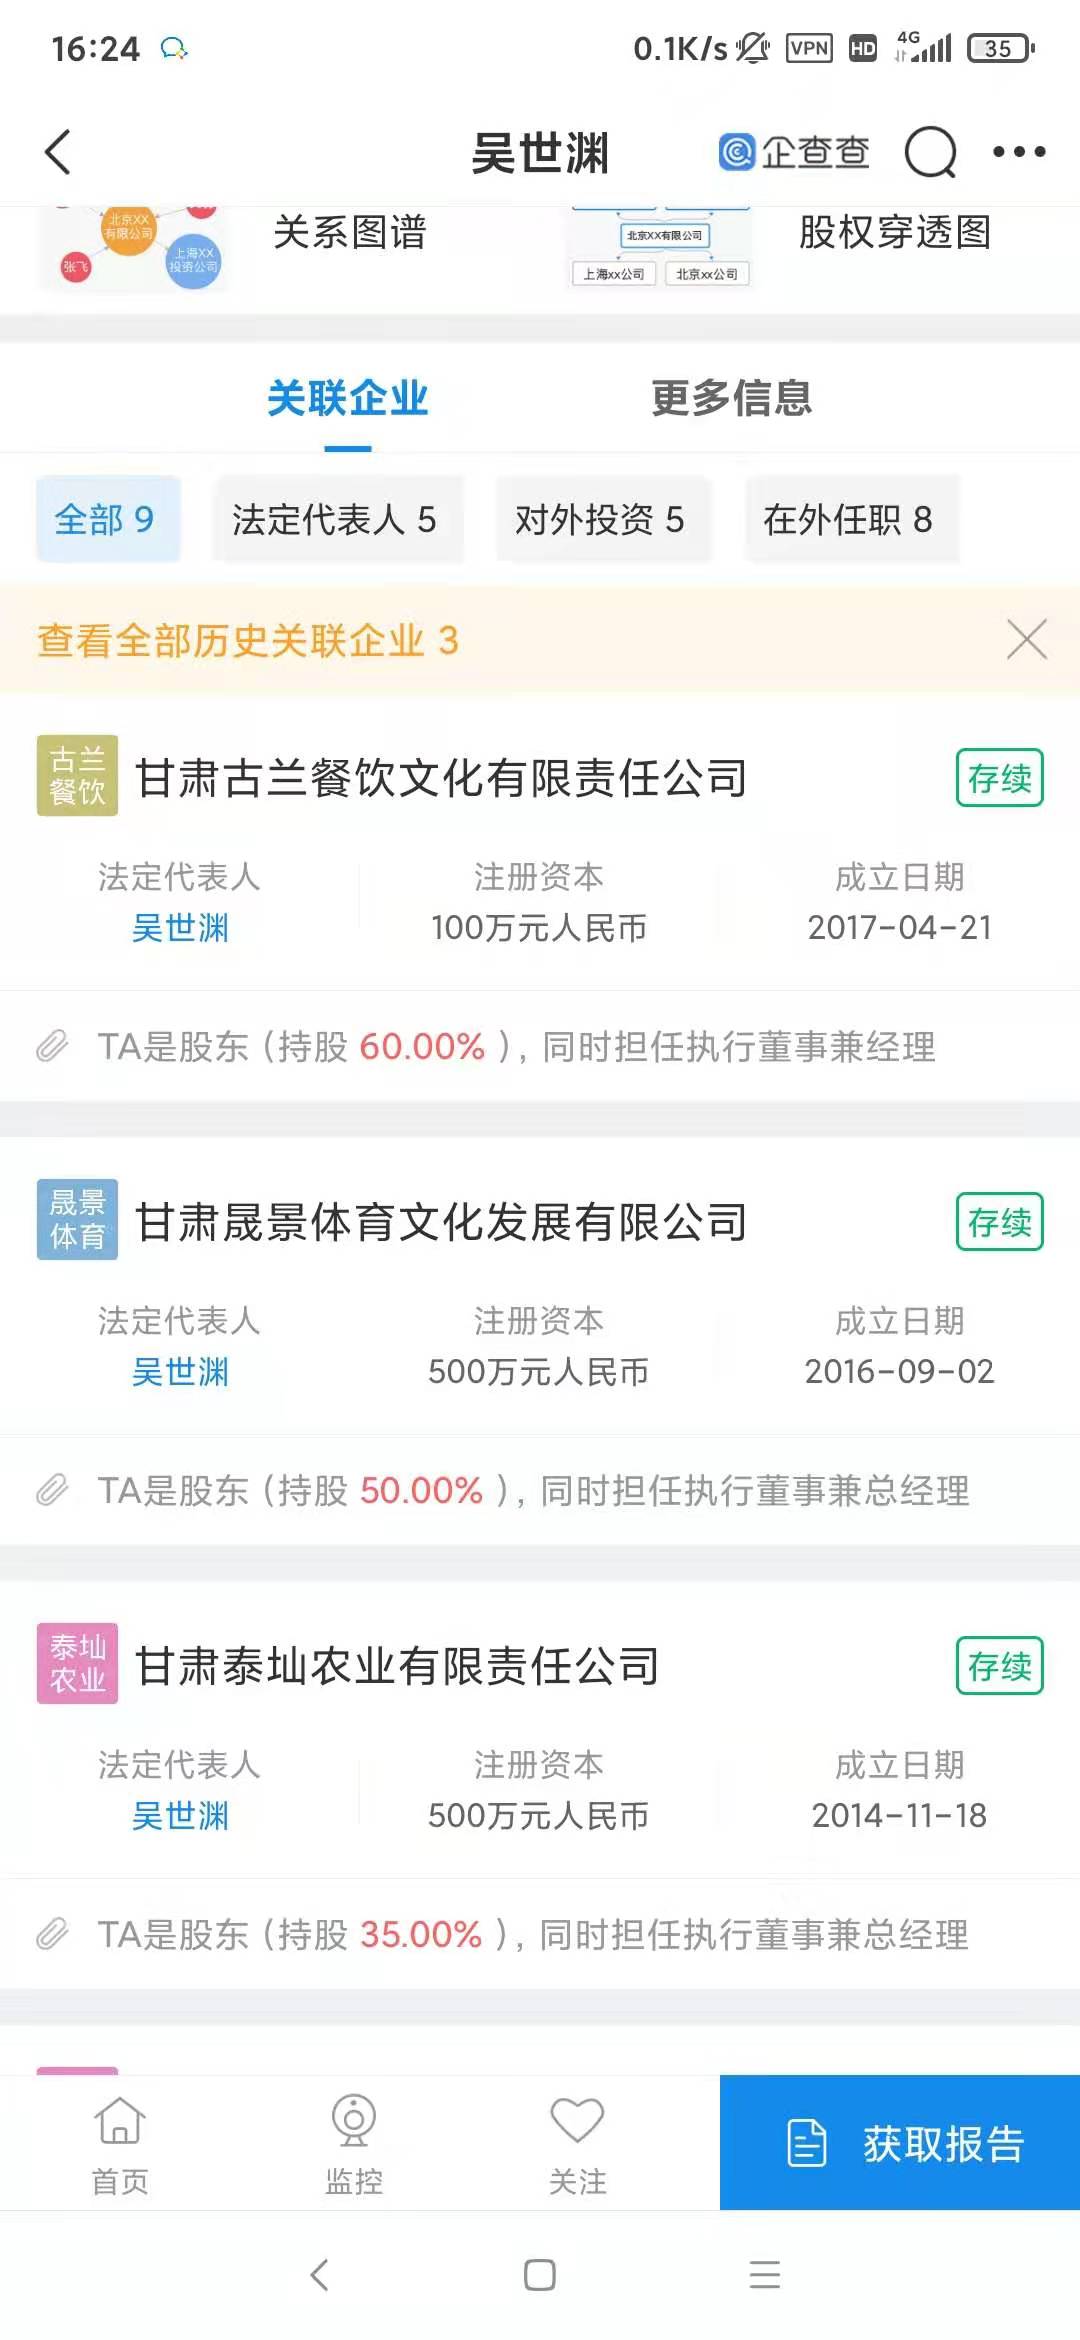 16:24 0.1K/s VPN HD 4G 35
吴世渊 企查查
北京XX
有限公司
上海XX
投资公司
张飞
关系图谱
北京XX有限公司
上海xx公司 北京xx公司
股权穿透图
关联企业 更多信息
全部 9 法定代表人 5 对外投资 5 在外任职 8
查看全部历史关联企业 3
古兰
餐饮
甘肃古兰餐饮文化有限责任公司 存续
法定代表人 注册资本 成立日期
吴世渊 100万元人民币 2017-04-21
TA是股东（持股 60.00% ），同时担任执行董事兼经理
晟景
体育
甘肃晟景体育文化发展有限公司 存续
法定代表人 注册资本 成立日期
吴世渊 500万元人民币 2016-09-02
TA是股东（持股 50.00% ），同时担任执行董事兼总经理
泰灿
农业
甘肃泰灿农业有限责任公司 存续
法定代表人 注册资本 成立日期
吴世渊 500万元人民币 2014-11-18
TA是股东（持股 35.00% ），同时担任执行董事兼总经理
首页 监控 关注 获取报告